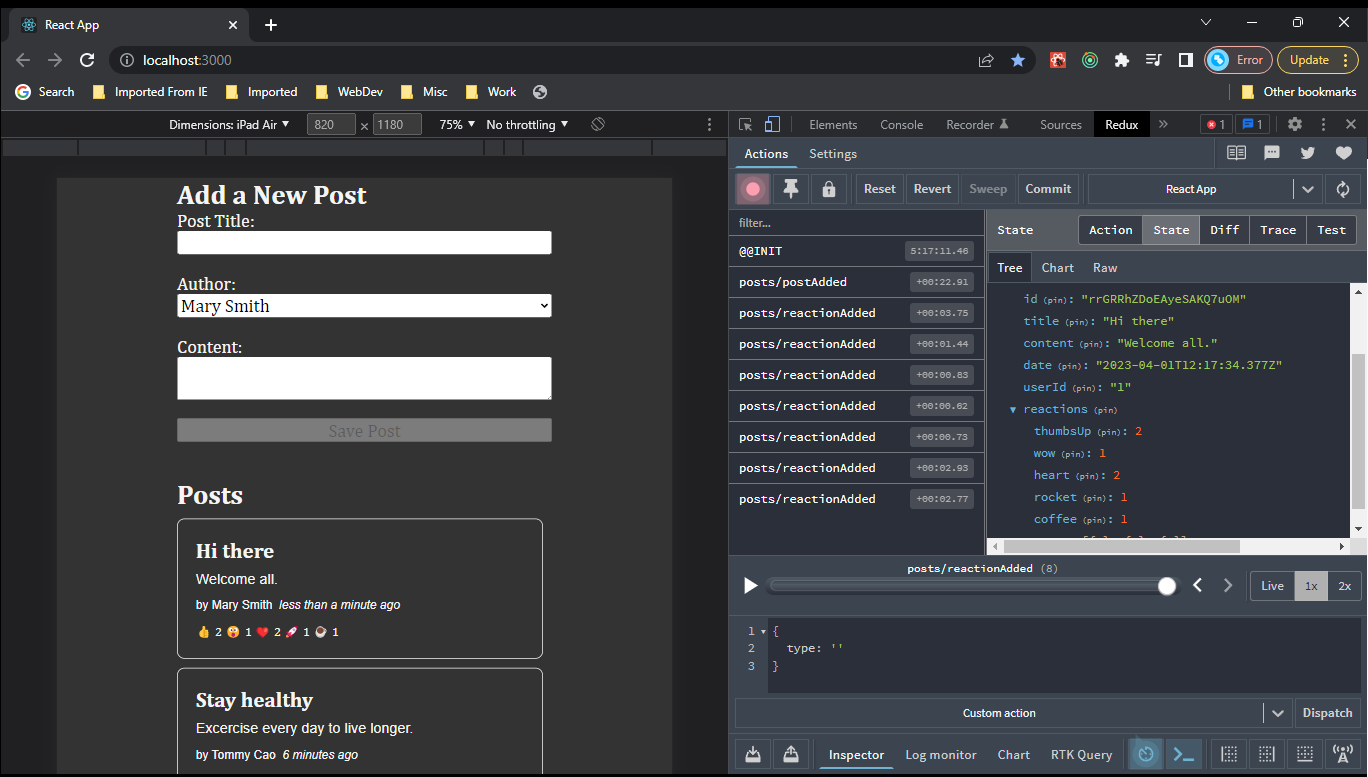 React App
localhost:3000
Error
Update
Search
Imported From IE
Imported
WebDev
Misc
Work
Other bookmarks
Dimensions: iPad Air ▼ 820 × 1180 75% ▼ No throttling ▼
Add a New Post
Post Title:
Author:
Mary Smith
Content:
Save Post
Posts
Hi there
Welcome all.
by Mary Smith less than a minute ago
👍 2 😲 1 ❤️ 2 🚀 1 ☕ 1
Stay healthy
Excercise every day to live longer.
by Tommy Cao 6 minutes ago
Elements Console Recorder Sources Redux » 1 1
Actions Settings
Reset Revert Sweep Commit React App
filter...
@@INIT 5:17:11.46
posts/postAdded +00:22.91
posts/reactionAdded +00:03.75
posts/reactionAdded +00:01.44
posts/reactionAdded +00:00.83
posts/reactionAdded +00:00.62
posts/reactionAdded +00:00.73
posts/reactionAdded +00:02.93
posts/reactionAdded +00:02.77
State Action State Diff Trace Test
Tree Chart Raw
id (pin): "rrGRRhZDoEAyeSAKQ7uOM"
title (pin): "Hi there"
content (pin): "Welcome all."
date (pin): "2023-04-01T12:17:34.377Z"
userId (pin): "1"
▼ reactions (pin)
thumbsUp (pin): 2
wow (pin): 1
heart (pin): 2
rocket (pin): 1
coffee (pin): 1
posts/reactionAdded (8)
Live 1x 2x
1 ▾ {
2 type: ''
3 }
Custom action Dispatch
Inspector Log monitor Chart RTK Query